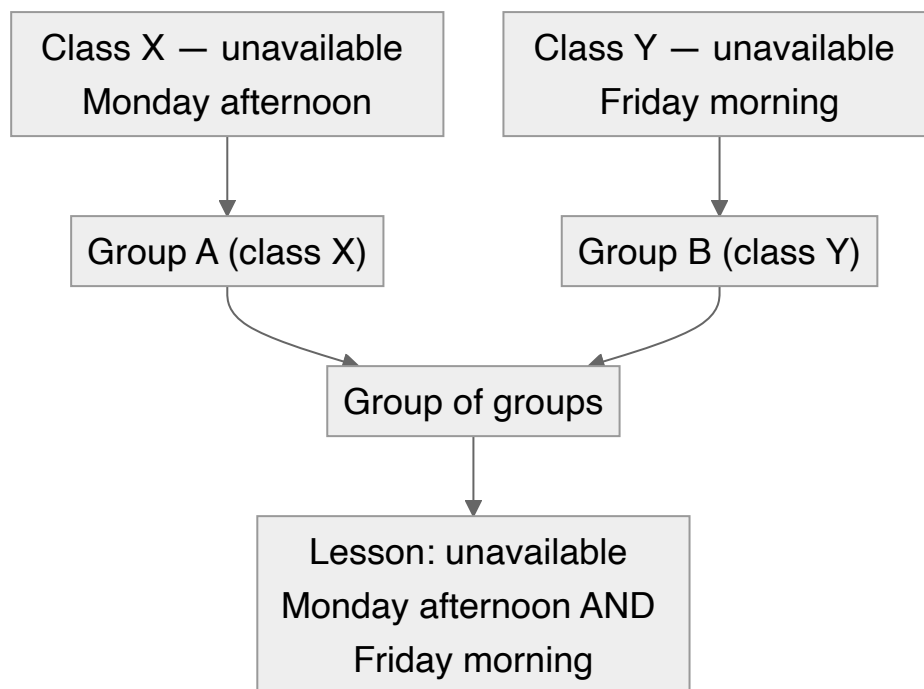 Class X — unavailable
Monday afternoon
Class Y — unavailable
Friday morning
Group A (class X)
Group B (class Y)
Group of groups
Lesson: unavailable
Monday afternoon AND
Friday morning